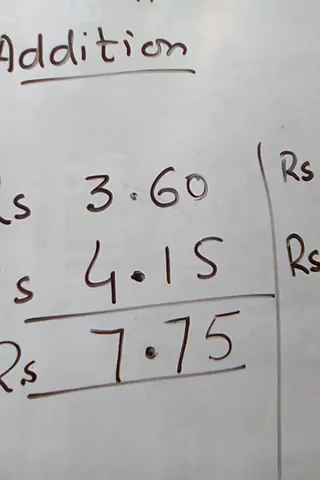 Addition
Rs 3.60
Rs 4.15
Rs 7.75
Rs
Rs